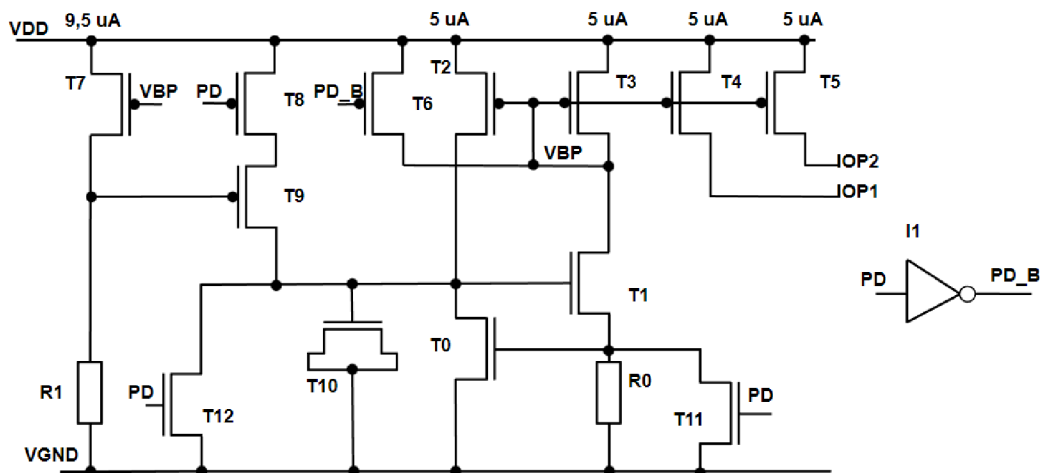 9,5 uA 5 uA 5 uA 5 uA 5 uA
VDD
T7 T2 T3 T4 T5
VBP PD T8 PD_B T6
VBP
IOP2
IOP1
T9
I1
PD PD_B
T1
T0
R1 PD T10 R0 PD
T12 T11
VGND